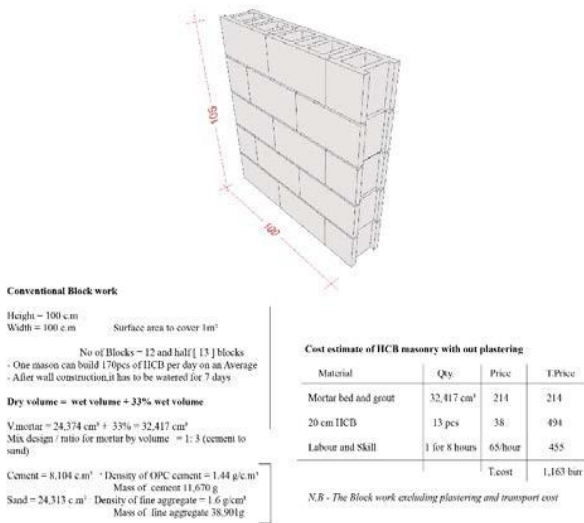 105
100
Conventional Block work
Height = 100 c.m
Width = 100 c.m Surface area to cover 1m²
No of Blocks = 12 and half [ 13 ] blocks
- One mason can build 170pcs of HCB per day on an Average
- After wall construction,it has to be watered for 7 days
Dry volume = wet volume + 33% wet volume
V.mortar = 24,374 cm³ + 33% = 32,417 cm³
Mix design / ratio for mortar by volume = 1: 3 (cement to
sand)
Cement = 8,104 c.m³ Density of OPC cement = 1.44 g/c.m³
Mass of cement 11,670 g
Sand = 24,313 c.m³ Density of fine aggregate = 1.6 g/cm³
Mass of fine aggregate 38,901g
Cost estimate of HCB masonry with out plastering
Material Qty. Price T.Price
Mortar bed and grout 32,417 cm³ 214 214
20 cm HCB 13 pcs 38 494
Labour and Skill 1 for 8 hours 65/hour 455
T.cost 1,163 birr
N,B - The Block work excluding plastering and transport cost